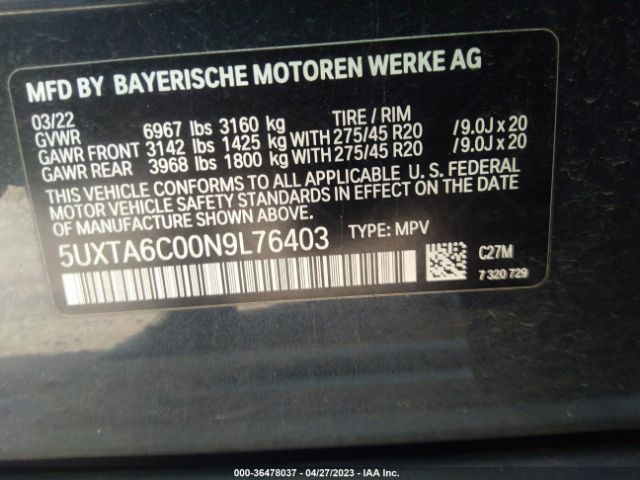 MFD BY BAYERISCHE MOTOREN WERKE AG
03/22 TIRE / RIM
GVWR 6967 lbs 3160 kg
GAWR FRONT 3142 lbs 1425 kg WITH 275/45 R20 /9.0J x 20
GAWR REAR 3968 lbs 1800 kg WITH 275/45 R20 /9.0J x 20
THIS VEHICLE CONFORMS TO ALL APPLICABLE U. S. FEDERAL
MOTOR VEHICLE SAFETY STANDARDS IN EFFECT ON THE DATE
OF MANUFACTURE SHOWN ABOVE.
5UXTA6C00N9L76403 TYPE: MPV
C27M
7 320 729
000-36478037 - 04/27/2023 - IAA Inc.